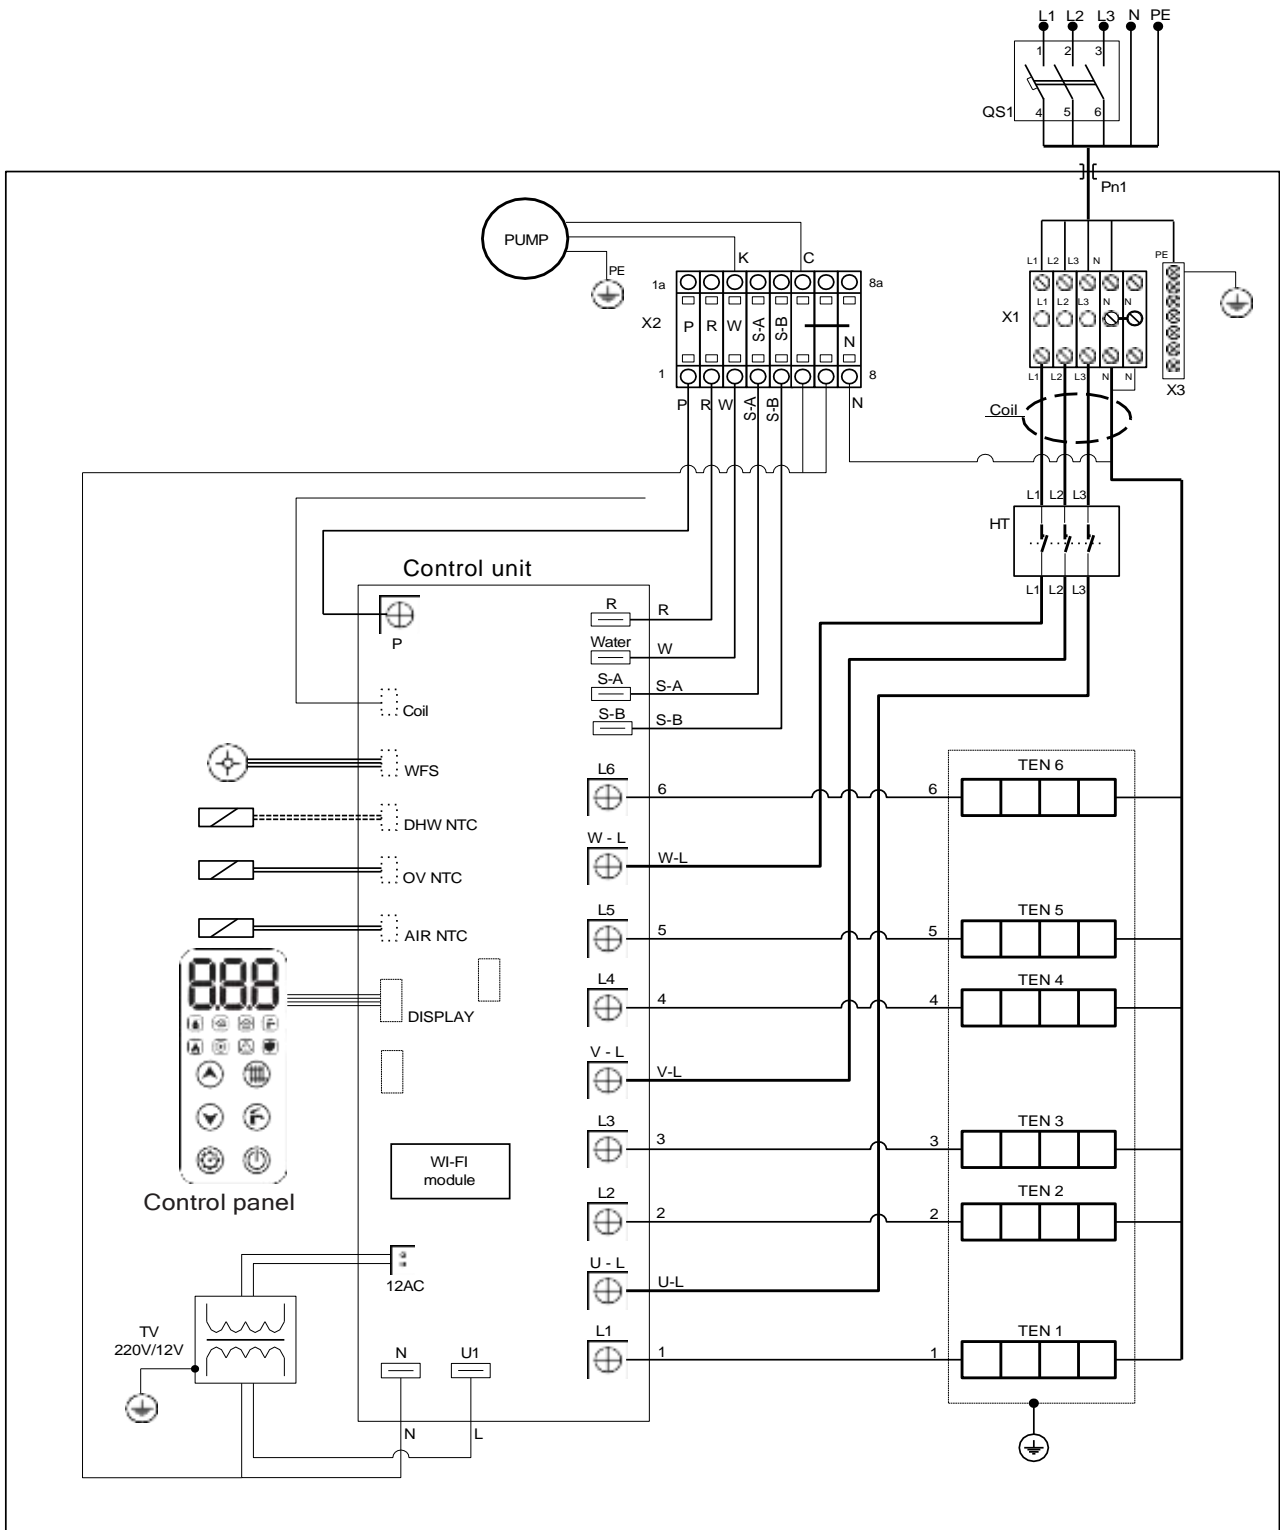 L1 L2 L3 N PE
1 2 3
QS1 4 5 6
Pn1
PUMP
K C
PE
1a 8a
X2 P R W S-A S-B N
1 8
P R W S-A S-B N
L1 L2 L3 N PE
X1 L1 L2 L3 N N
L1 L2 L3 N N
X3
Coil
L1 L2 L3
HT
L1 L2 L3
Control unit
P
R R
Water W
S-A S-A
S-B S-B
Coil
WFS
DHW NTC
OV NTC
AIR NTC
888
DISPLAY
Control panel
WI-FI
module
12AC
TV
220V/12V
N U1
N L
L6
6 6 TEN 6
W - L
W-L
L5
5 5 TEN 5
L4
4 4 TEN 4
V - L
V-L
L3
3 3 TEN 3
L2
2 2 TEN 2
U - L
U-L
L1
1 1 TEN 1